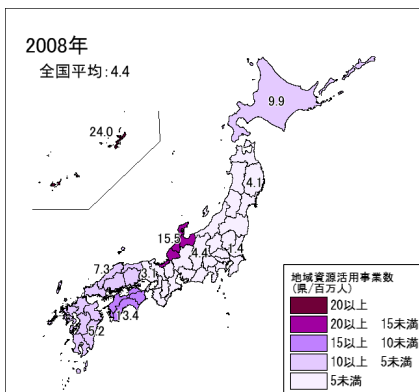 2008年
全国平均：4.4
9.9
24.0
4.1
15.5
4.4
7.3
3.1
13.4
5.2
地域資源活用事業数
(県/百万人)
20以上
20以上 15未満
15以上 10未満
10以上 5未満
5未満